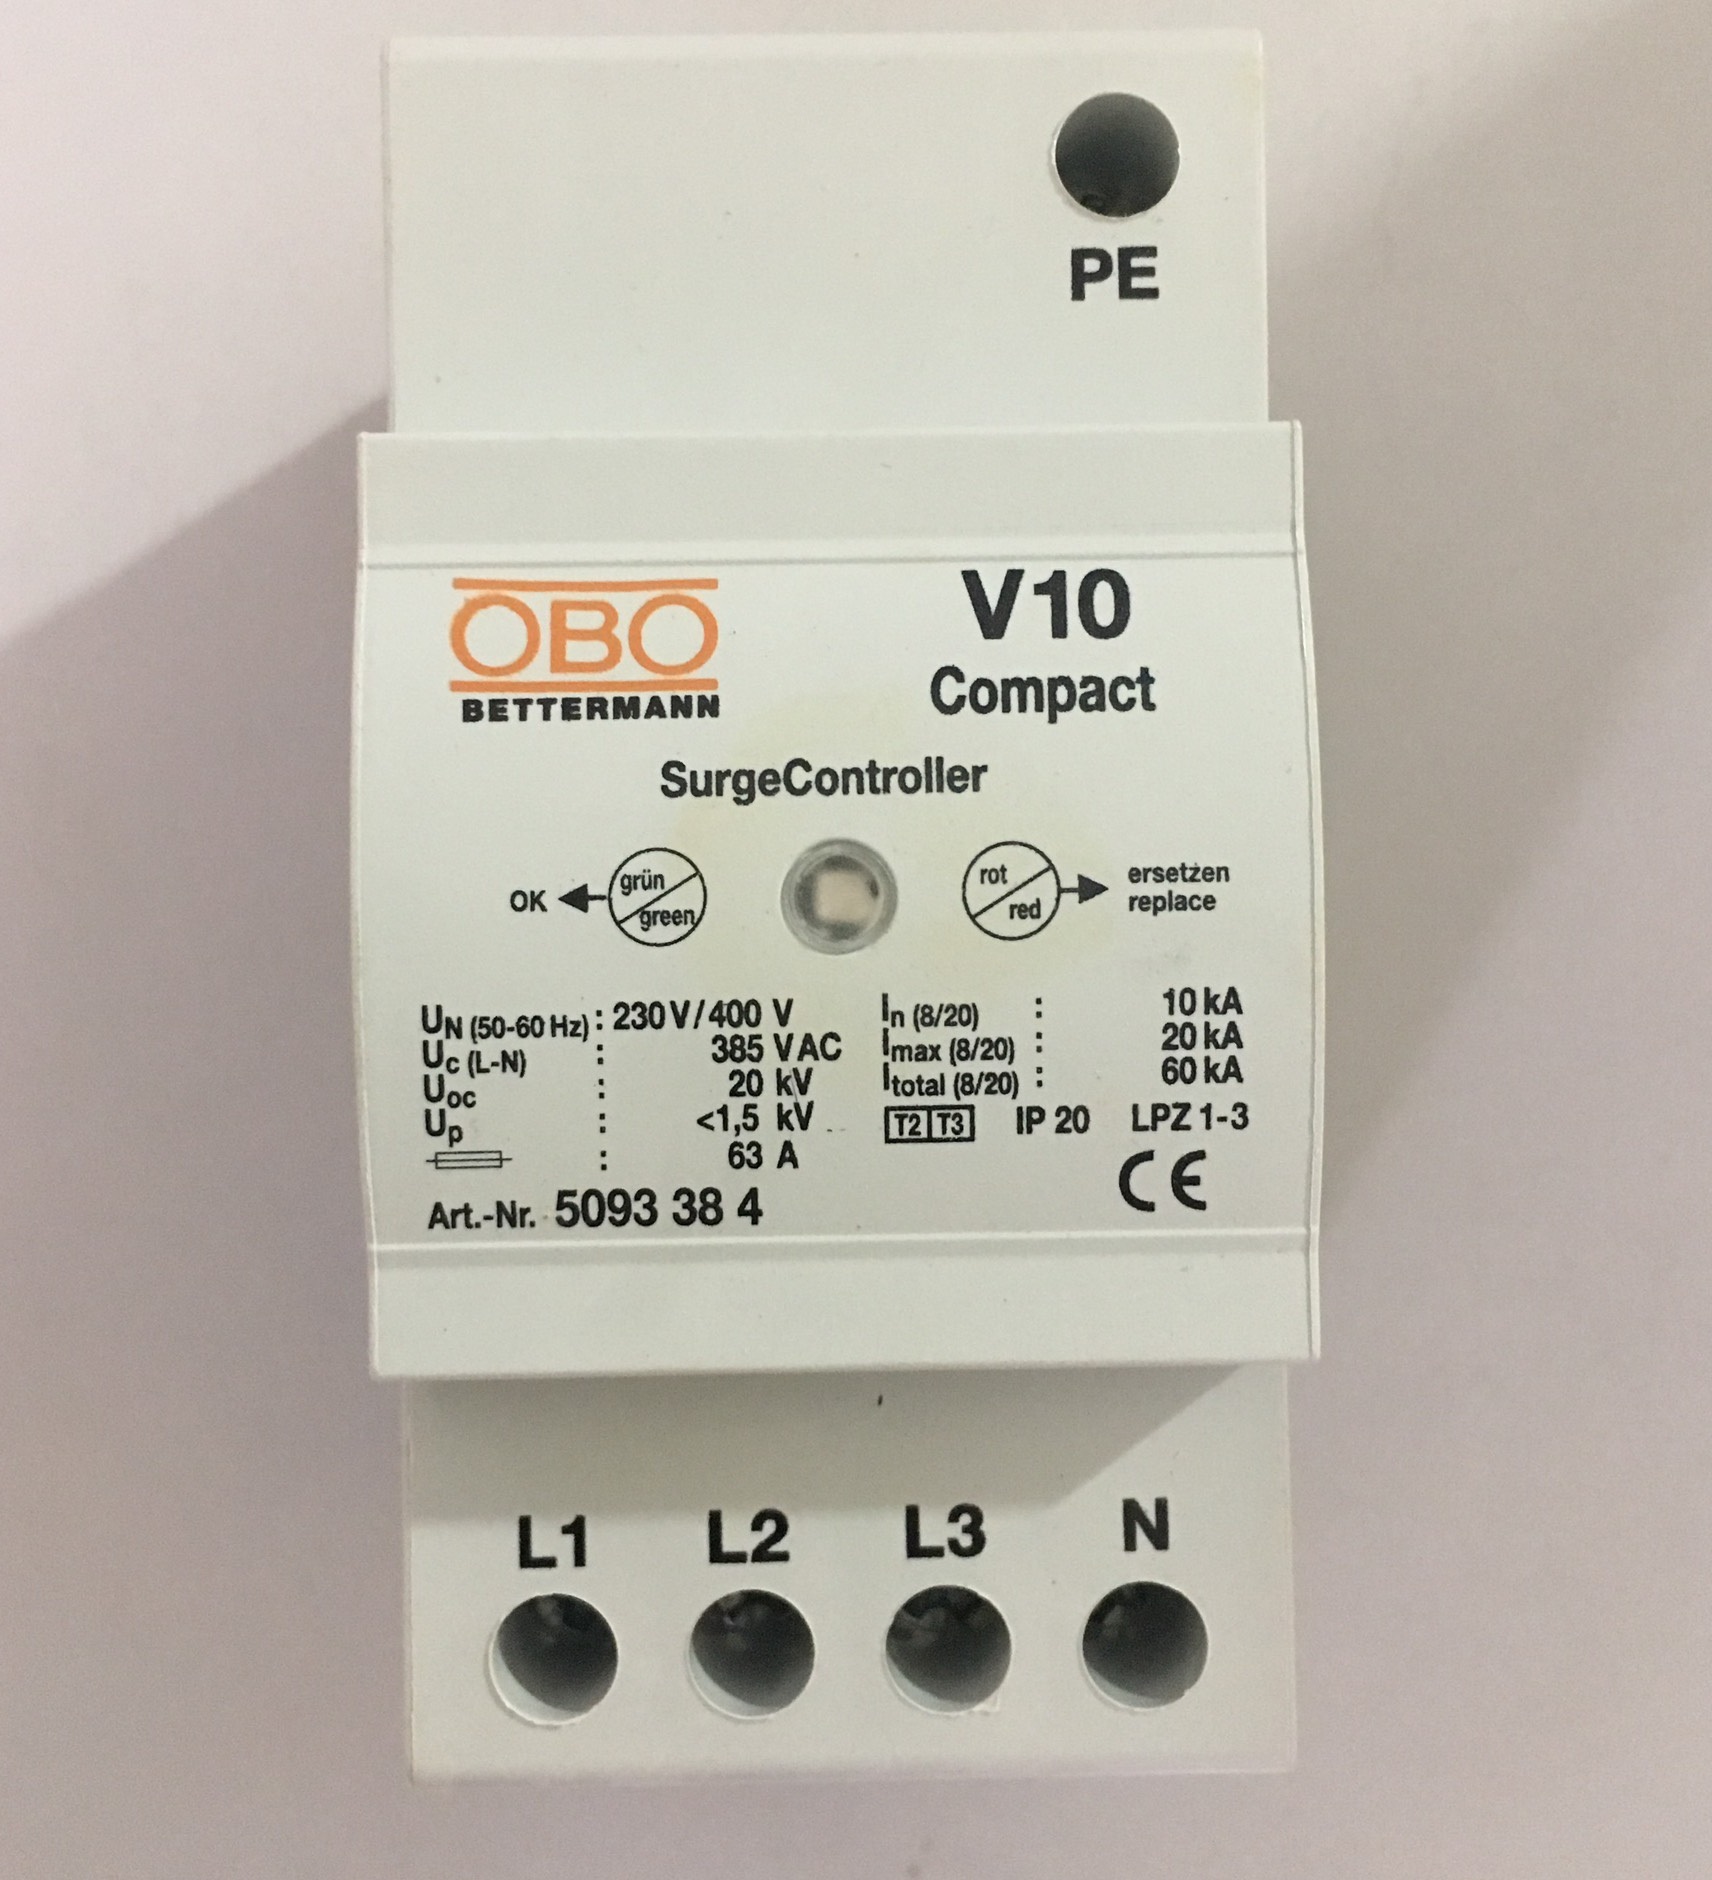 PE
OBO
BETTERMANN
V10
Compact
SurgeController
OK
grün
green
rot
red
ersetzen
replace
UN (50-60 Hz) : 230 V/400 V
Uc (L-N) : 385 V AC
Uoc : 20 kV
Up : <1,5 kV
: 63 A
Art.-Nr. 5093 38 4
In (8/20) : 10 kA
Imax (8/20) : 20 kA
Itotal (8/20) : 60 kA
T2 T3 IP 20 LPZ 1-3
CE
L1 L2 L3 N